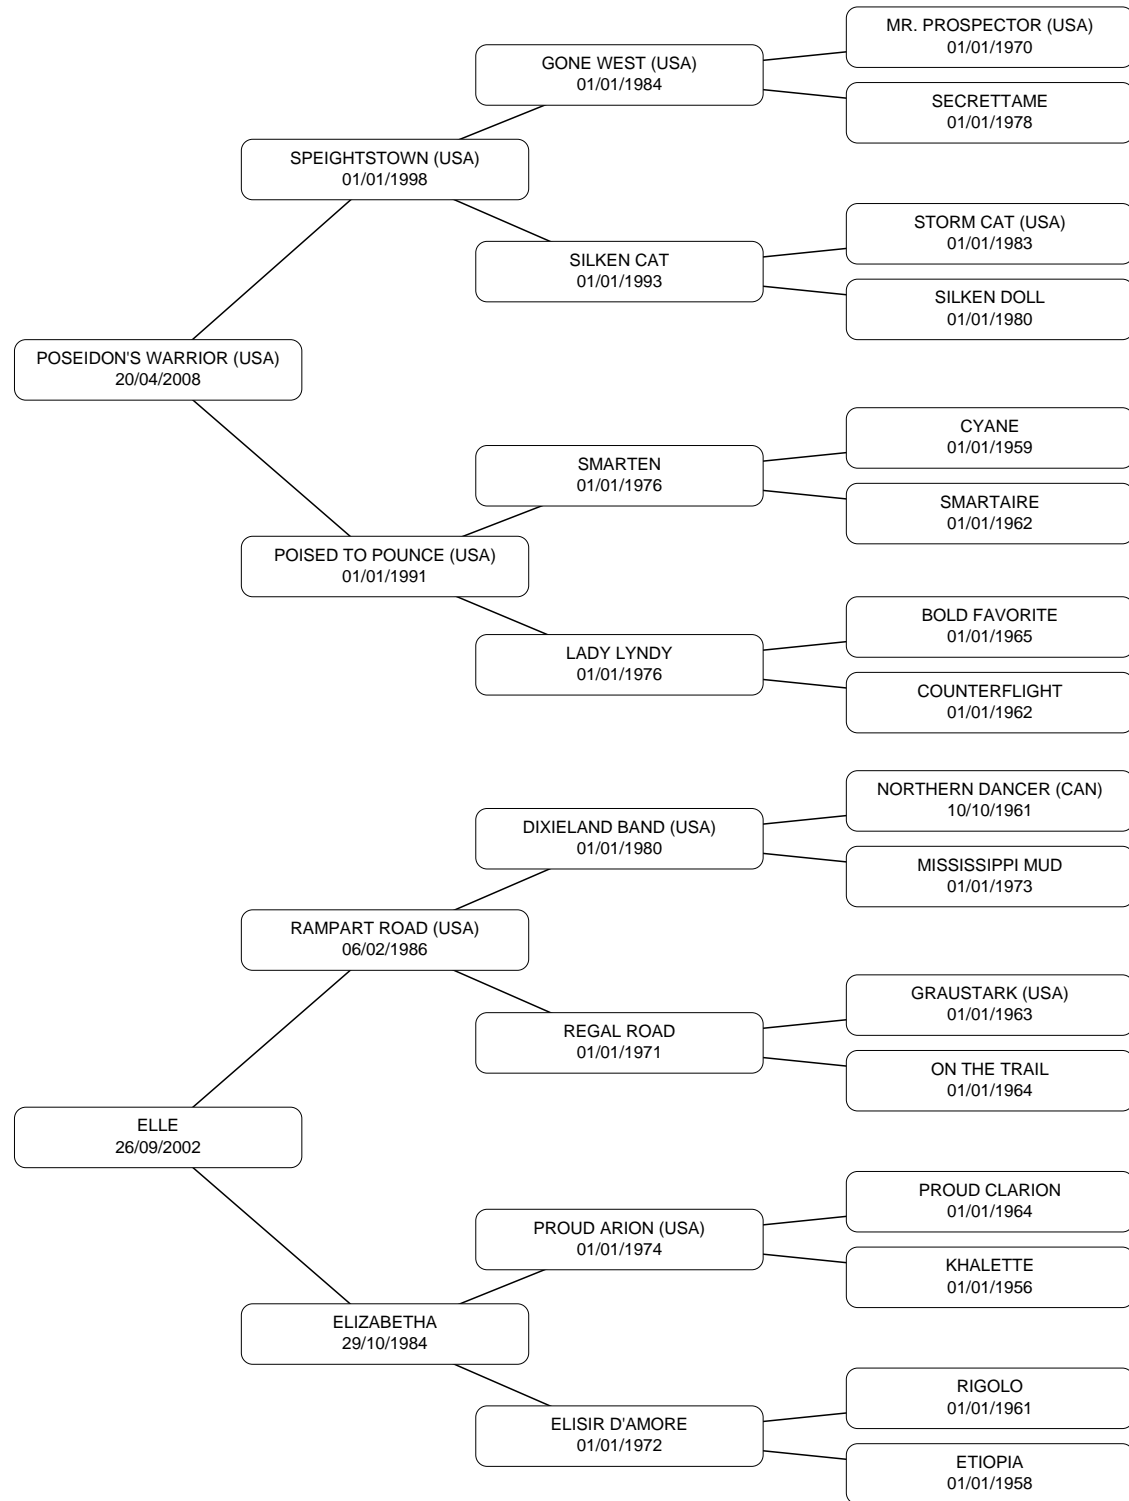 MR. PROSPECTOR (USA)
01/01/1970
GONE WEST (USA)
01/01/1984
SECRETTAME
01/01/1978
SPEIGHTSTOWN (USA)
01/01/1998
STORM CAT (USA)
01/01/1983
SILKEN CAT
01/01/1993
SILKEN DOLL
01/01/1980
POSEIDON'S WARRIOR (USA)
20/04/2008
CYANE
01/01/1959
SMARTEN
01/01/1976
SMARTAIRE
01/01/1962
POISED TO POUNCE (USA)
01/01/1991
BOLD FAVORITE
01/01/1965
LADY LYNDY
01/01/1976
COUNTERFLIGHT
01/01/1962
NORTHERN DANCER (CAN)
10/10/1961
DIXIELAND BAND (USA)
01/01/1980
MISSISSIPPI MUD
01/01/1973
RAMPART ROAD (USA)
06/02/1986
GRAUSTARK (USA)
01/01/1963
REGAL ROAD
01/01/1971
ON THE TRAIL
01/01/1964
ELLE
26/09/2002
PROUD CLARION
01/01/1964
PROUD ARION (USA)
01/01/1974
KHALETTE
01/01/1956
ELIZABETHA
29/10/1984
RIGOLO
01/01/1961
ELISIR D'AMORE
01/01/1972
ETIOPIA
01/01/1958